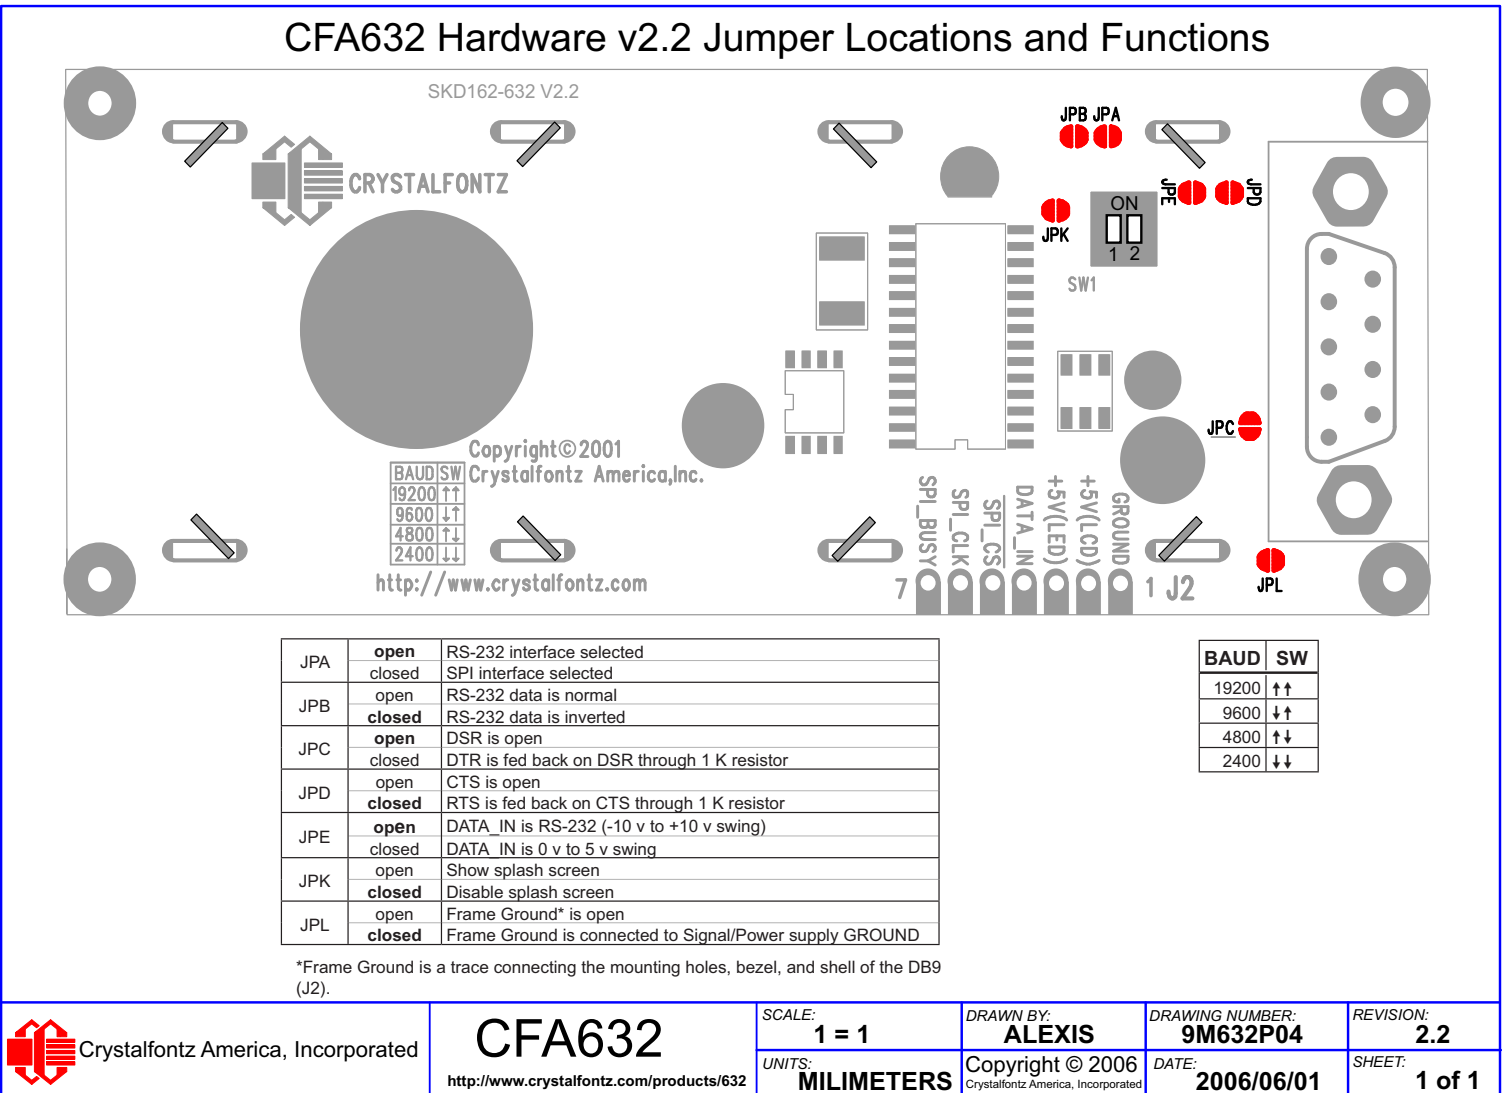 CFA632 Hardware v2.2 Jumper Locations and Functions
SKD162-632 V2.2
JPB JPA
CRYSTALFONTZ
JPE
JPD
ON
1 2
JPK
SW1
JPC
Copyright©2001
Crystalfontz America,Inc.
BAUD SW
19200 ↑↑
9600 ↓↑
4800 ↑↓
2400 ↓↓
http://www.crystalfontz.com
SPI_BUSY
SPI_CLK
SPI_CS
DATA_IN
+5V(LED)
+5V(LCD)
GROUND
7
1 J2
JPL
JPA open RS-232 interface selected
closed SPI interface selected
JPB open RS-232 data is normal
closed RS-232 data is inverted
JPC open DSR is open
closed DTR is fed back on DSR through 1 K resistor
JPD open CTS is open
closed RTS is fed back on CTS through 1 K resistor
JPE open DATA_IN is RS-232 (-10 v to +10 v swing)
closed DATA_IN is 0 v to 5 v swing
JPK open Show splash screen
closed Disable splash screen
JPL open Frame Ground* is open
closed Frame Ground is connected to Signal/Power supply GROUND
BAUD SW
19200 ↑↑
9600 ↓↑
4800 ↑↓
2400 ↓↓
*Frame Ground is a trace connecting the mounting holes, bezel, and shell of the DB9
(J2).
Crystalfontz America, Incorporated
CFA632
http://www.crystalfontz.com/products/632
SCALE:
1 = 1
UNITS:
MILIMETERS
DRAWN BY:
ALEXIS
Copyright © 2006
Crystalfontz America, Incorporated
DRAWING NUMBER:
9M632P04
DATE:
2006/06/01
REVISION:
2.2
SHEET:
1 of 1